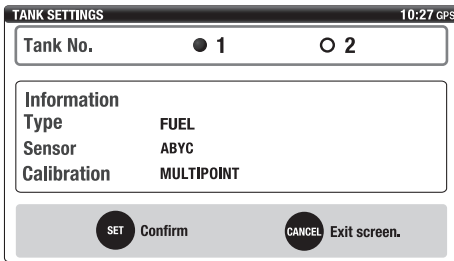 TANK SETTINGS 10:27 GPS
Tank No. 1 2
Information
Type FUEL
Sensor ABYC
Calibration MULTIPOINT
SET Confirm CANCEL Exit screen.